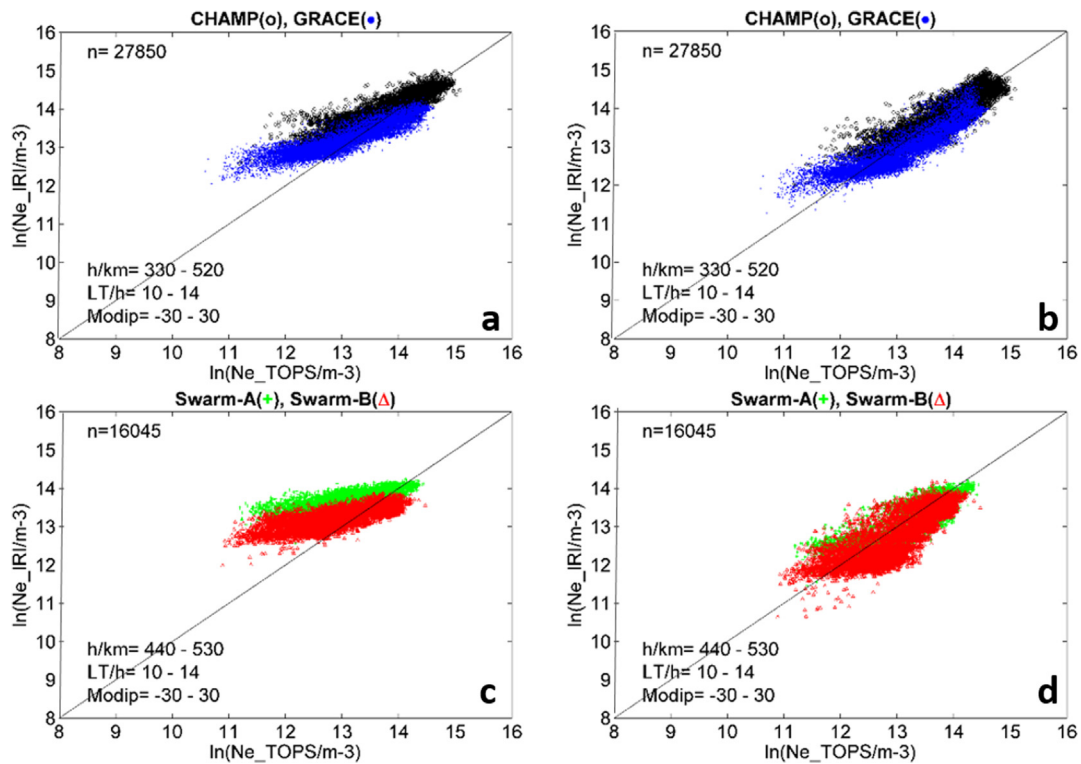 CHAMP(o), GRACE(•)
16
15
14
13
12
11
10
9
8
ln(Ne_IRI/m-3)
n= 27850
h/km= 330 - 520
LT/h= 10 - 14
Modip= -30 - 30
a
8 9 10 11 12 13 14 15 16
ln(Ne_TOPS/m-3)
CHAMP(o), GRACE(•)
16
15
14
13
12
11
10
9
8
ln(Ne_IRI/m-3)
n= 27850
h/km= 330 - 520
LT/h= 10 - 14
Modip= -30 - 30
b
8 9 10 11 12 13 14 15 16
ln(Ne_TOPS/m-3)
Swarm-A(+), Swarm-B(Δ)
16
15
14
13
12
11
10
9
8
ln(Ne_IRI/m-3)
n=16045
h/km= 440 - 530
LT/h= 10 - 14
Modip= -30 - 30
c
8 9 10 11 12 13 14 15 16
ln(Ne_TOPS/m-3)
Swarm-A(+), Swarm-B(Δ)
16
15
14
13
12
11
10
9
8
ln(Ne_IRI/m-3)
n=16045
h/km= 440 - 530
LT/h= 10 - 14
Modip= -30 - 30
d
8 9 10 11 12 13 14 15 16
ln(Ne_TOPS/m-3)